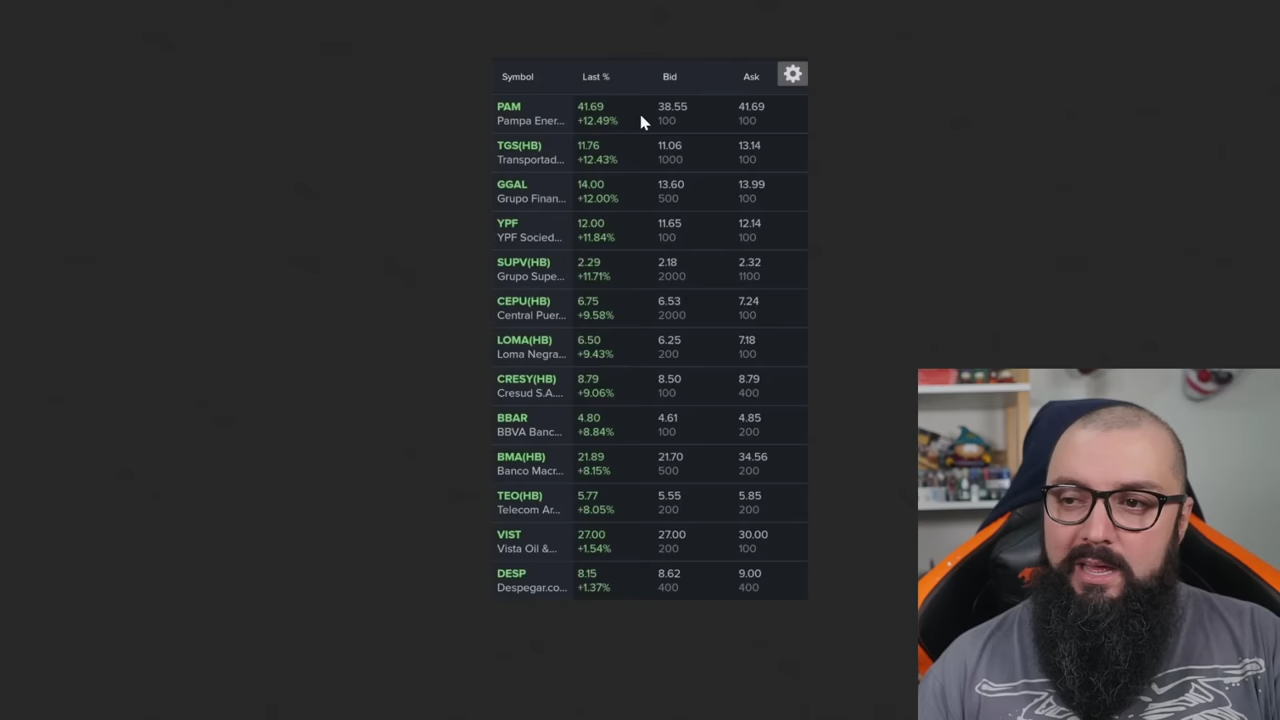 Symbol Last % Bid Ask
PAM 41.69 38.55 41.69
Pampa Ener... +12.49% 100 100
TGS(HB) 11.76 11.06 13.14
Transportad... +12.43% 1000 100
GGAL 14.00 13.60 13.99
Grupo Finan... +12.00% 500 100
YPF 12.00 11.65 12.14
YPF Socied... +11.84% 100 100
SUPV(HB) 2.29 2.18 2.32
Grupo Supe... +11.71% 2000 1100
CEPU(HB) 6.75 6.53 7.24
Central Puer... +9.58% 2000 100
LOMA(HB) 6.50 6.25 7.18
Loma Negra... +9.43% 200 100
CRESY(HB) 8.79 8.50 8.79
Cresud S.A.... +9.06% 100 400
BBAR 4.80 4.61 4.85
BBVA Banc... +8.84% 100 200
BMA(HB) 21.89 21.70 34.56
Banco Macr... +8.15% 500 200
TEO(HB) 5.77 5.55 5.85
Telecom Ar... +8.05% 200 200
VIST 27.00 27.00 30.00
Vista Oil &... +1.54% 200 100
DESP 8.15 8.62 9.00
Despegar.co... +1.37% 400 400